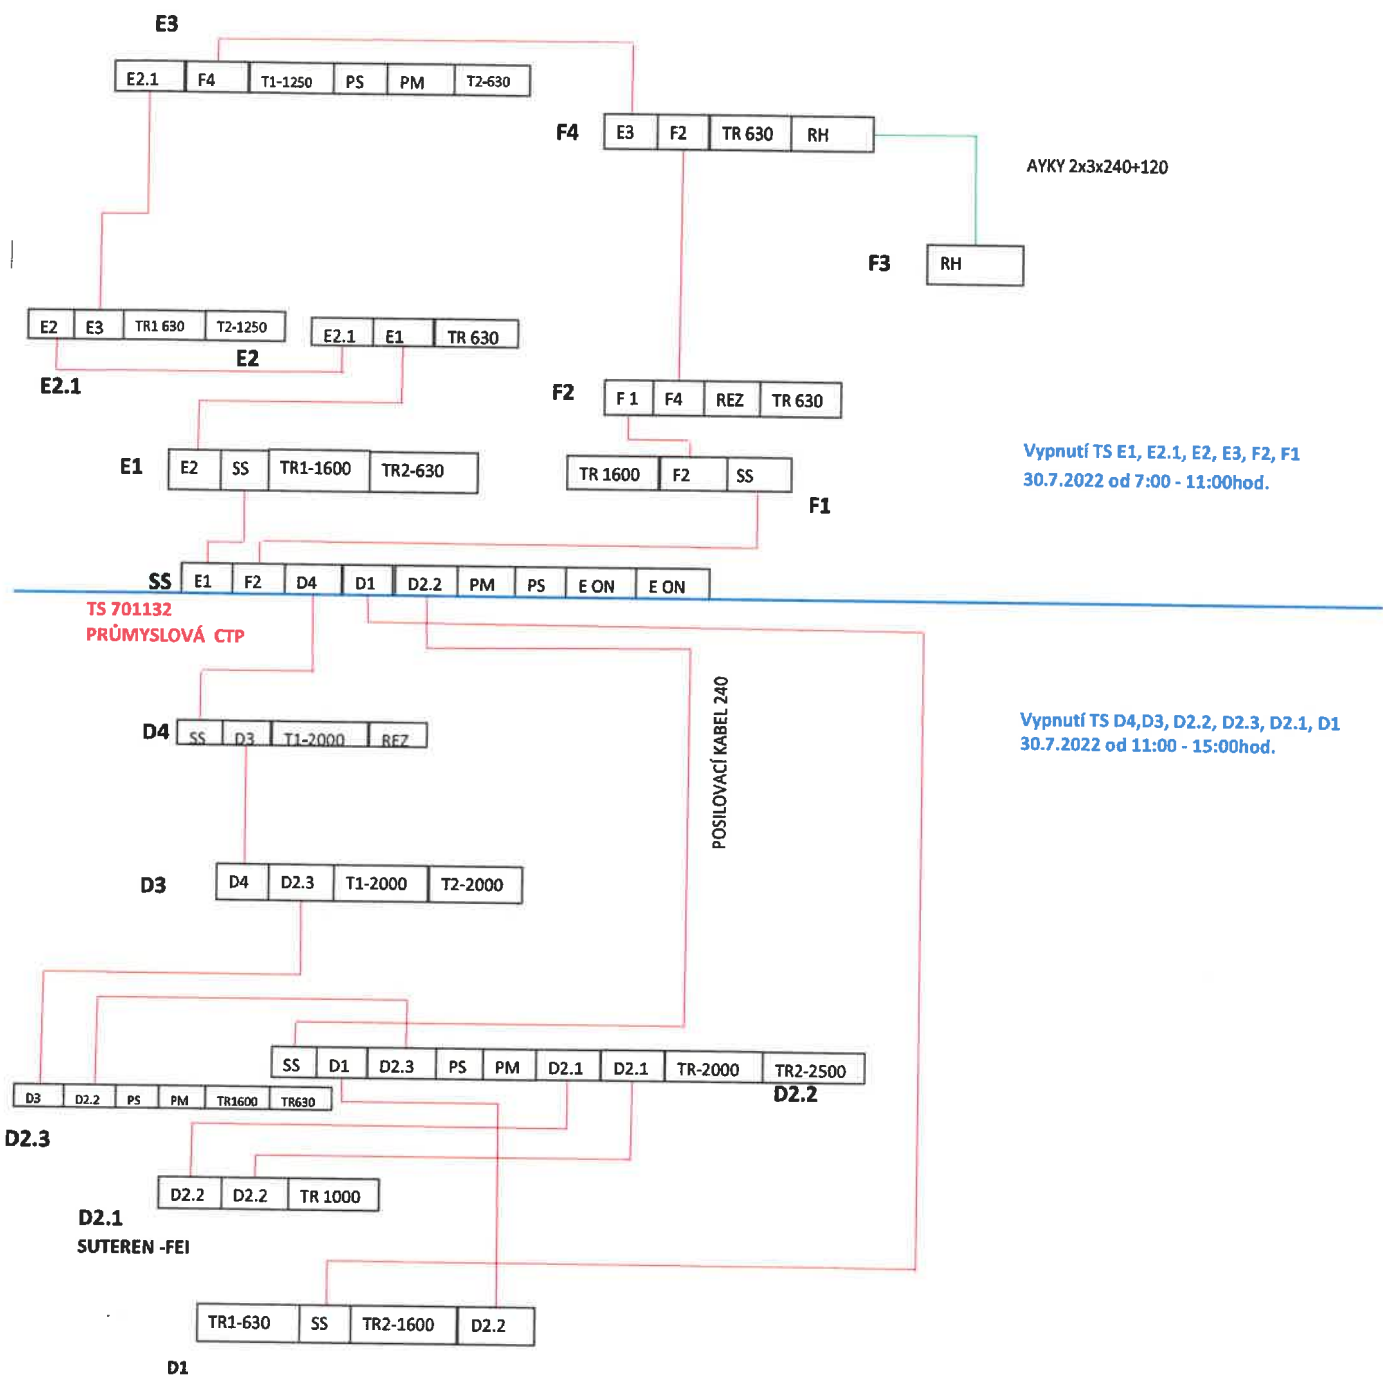 E3
E2.1 F4 T1-1250 PS PM T2-630
F4 E3 F2 TR 630 RH
AYKY 2x3x240+120
F3 RH
E2 E3 TR1 630 T2-1250
E2.1
E2 E2.1 E1 TR 630
F2 F 1 F4 REZ TR 630
E1 E2 SS TR1-1600 TR2-630
TR 1600 F2 SS
F1
Vypnutí TS E1, E2.1, E2, E3, F2, F1
30.7.2022 od 7:00 - 11:00hod.
SS E1 F2 D4 D1 D2.2 PM PS E ON E ON
TS 701132
PRŮMYSLOVÁ CTP
POSILOVACÍ KABEL 240
D4 SS D3 T1-2000 REZ
Vypnutí TS D4,D3, D2.2, D2.3, D2.1, D1
30.7.2022 od 11:00 - 15:00hod.
D3 D4 D2.3 T1-2000 T2-2000
SS D1 D2.3 PS PM D2.1 D2.1 TR-2000 TR2-2500
D2.2
D3 D2.2 PS PM TR1600 TR630
D2.3
D2.2 D2.2 TR 1000
D2.1
SUTEREN -FEI
TR1-630 SS TR2-1600 D2.2
D1